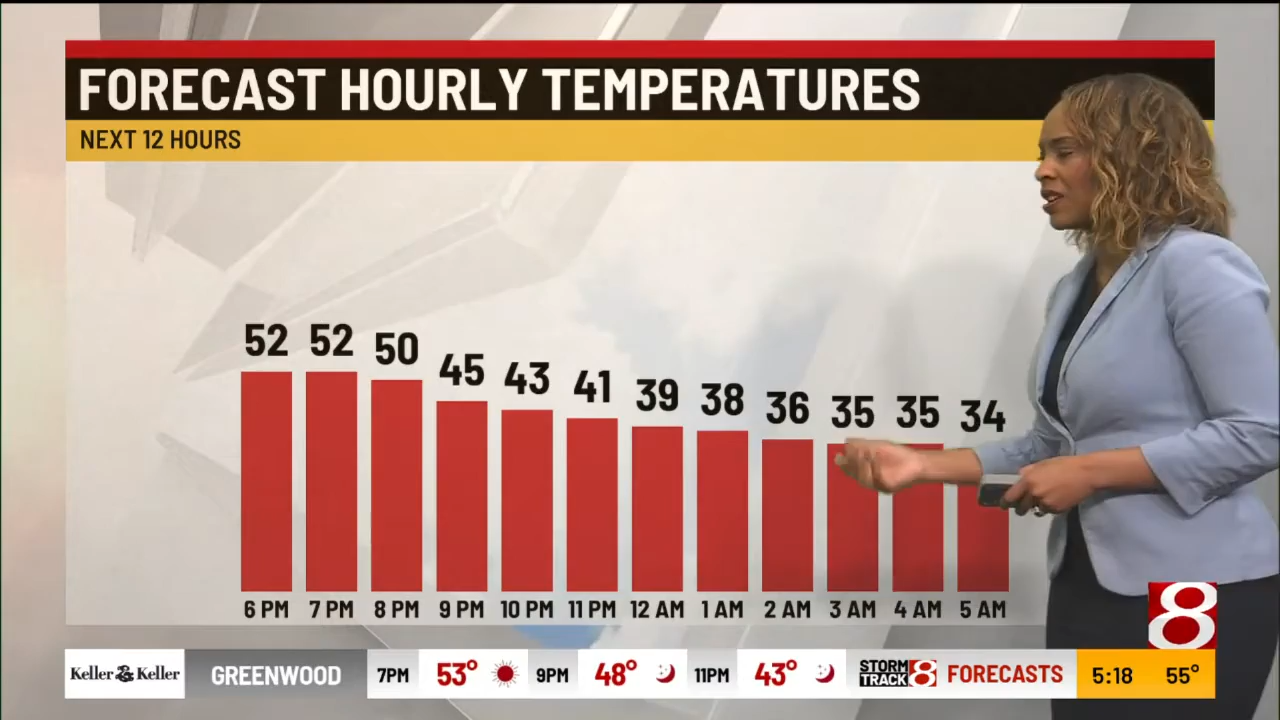 FORECAST HOURLY TEMPERATURES
NEXT 12 HOURS
52 52 50 45 43 41 39 38 36 35 35 34
6 PM 7 PM 8 PM 9 PM 10 PM 11 PM 12 AM 1 AM 2 AM 3 AM 4 AM 5 AM
8
Keller & Keller GREENWOOD 7PM 53° 9PM 48° 11PM 43° STORM TRACK 8 FORECASTS 5:18 55°